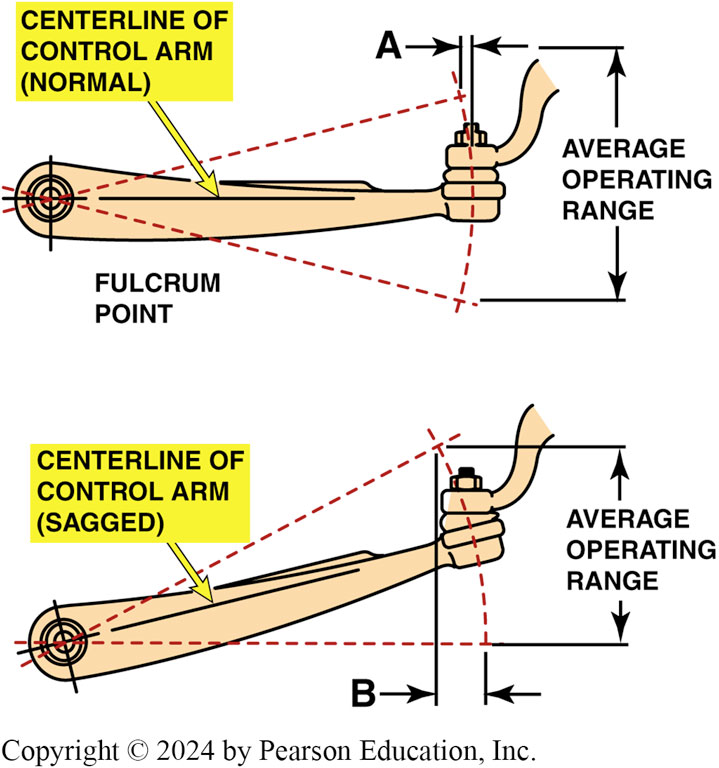 CENTERLINE OF
CONTROL ARM
(NORMAL)
A
AVERAGE
OPERATING
RANGE
FULCRUM
POINT
CENTERLINE OF
CONTROL ARM
(SAGGED)
AVERAGE
OPERATING
RANGE
B
Copyright © 2024 by Pearson Education, Inc.